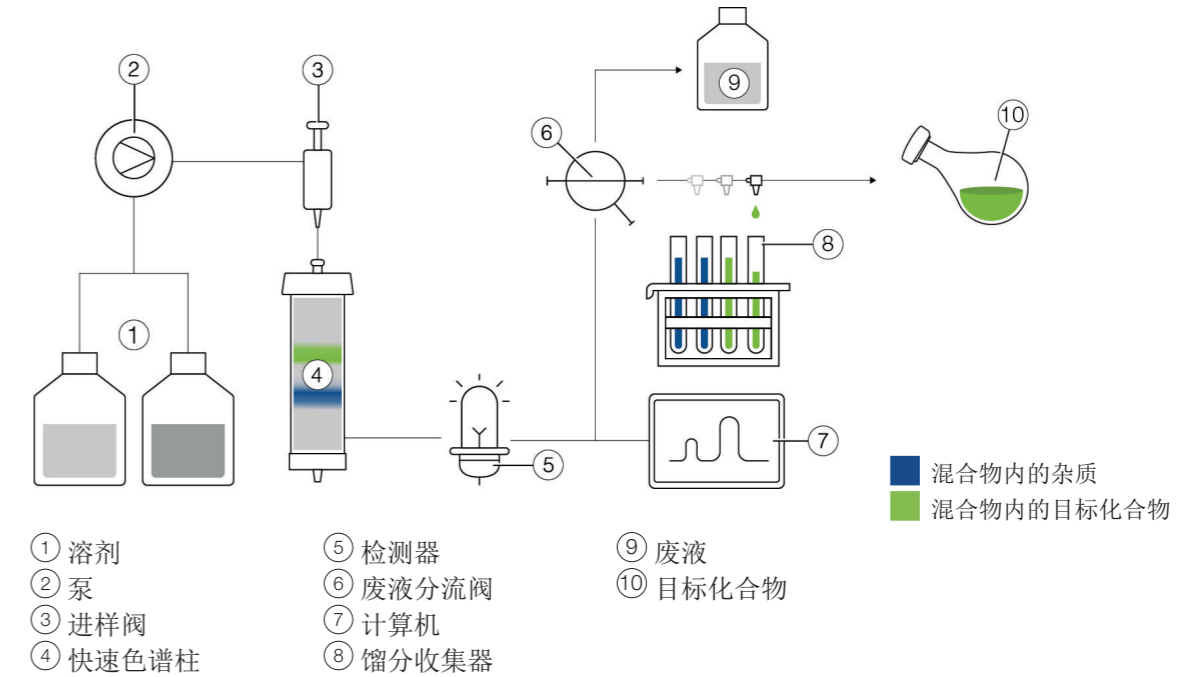 ②
③
⑨
⑩
⑥
⑧
①
④
⑦
⑤
混合物内的杂质
混合物内的目标化合物
① 溶剂
② 泵
③ 进样阀
④ 快速色谱柱
⑤ 检测器
⑥ 废液分流阀
⑦ 计算机
⑧ 馏分收集器
⑨ 废液
⑩ 目标化合物